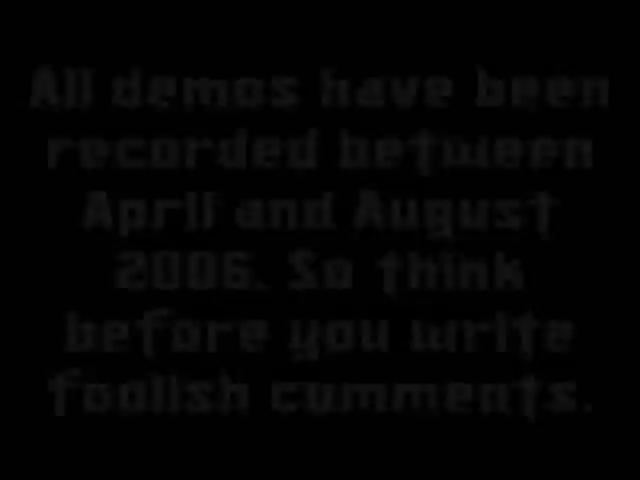 All demos have been
recorded between
April and August
2006. So think
before you write
foolish comments.